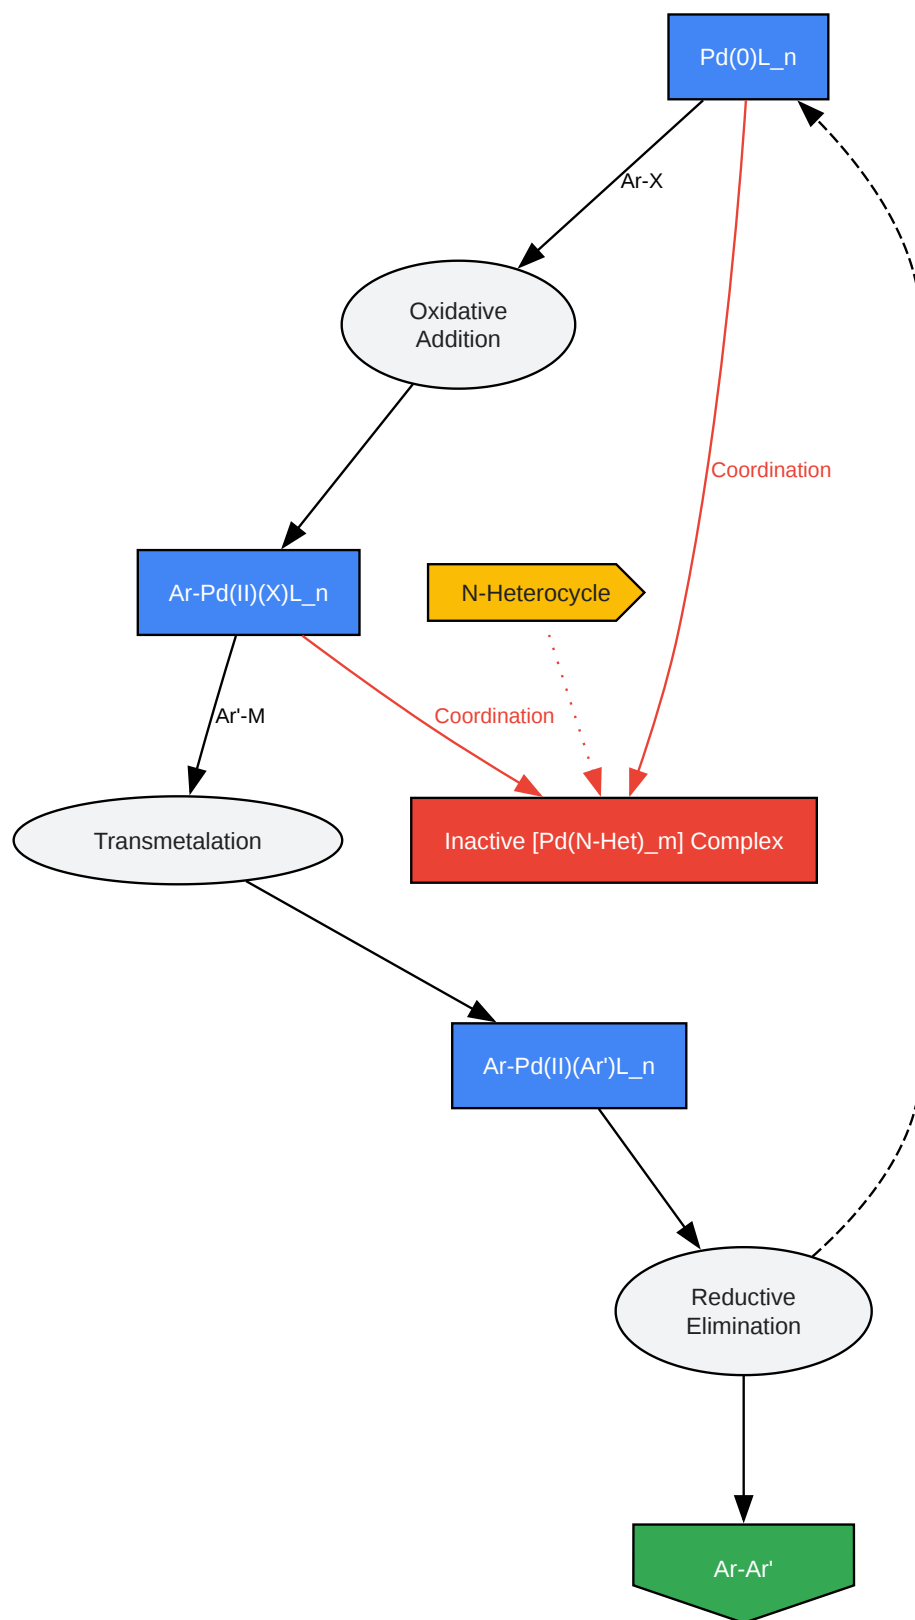 Pd(0)L_n
Ar-X
Oxidative
Addition
Coordination
Ar-Pd(II)(X)L_n
N-Heterocycle
Ar'-M
Coordination
Transmetalation
Inactive [Pd(N-Het)_m] Complex
Ar-Pd(II)(Ar')L_n
Reductive
Elimination
Ar-Ar'